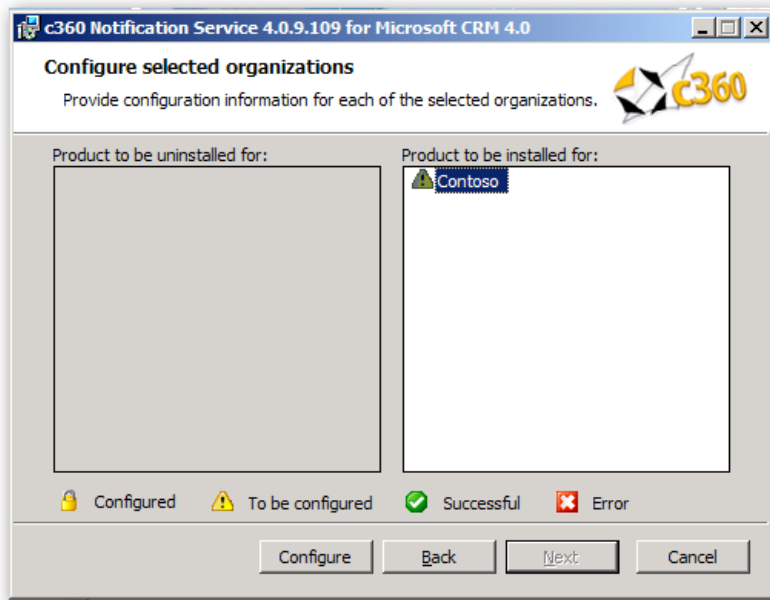 c360 Notification Service 4.0.9.109 for Microsoft CRM 4.0
Configure selected organizations
Provide configuration information for each of the selected organizations.
c360
Product to be uninstalled for:
Product to be installed for:
Contoso
Configured
To be configured
Successful
Error
Configure
Back
Next
Cancel